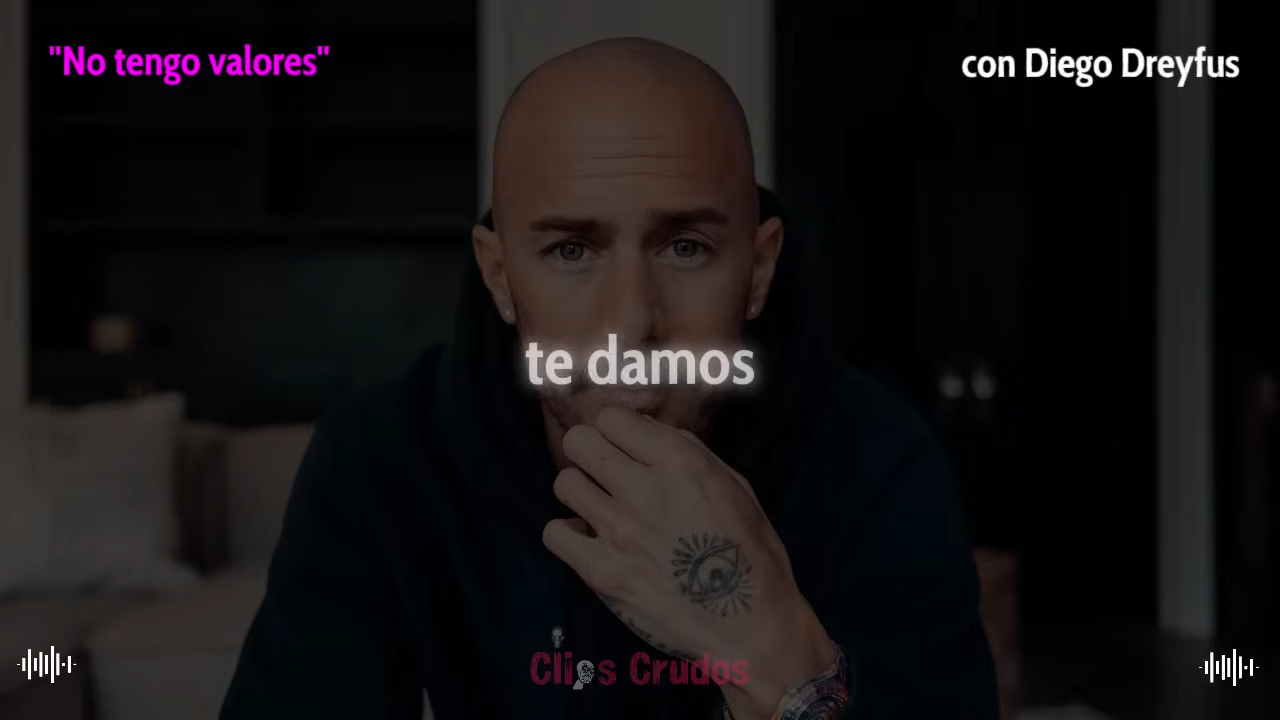 "No tengo valores"
con Diego Dreyfus
te damos
Clips Crudos